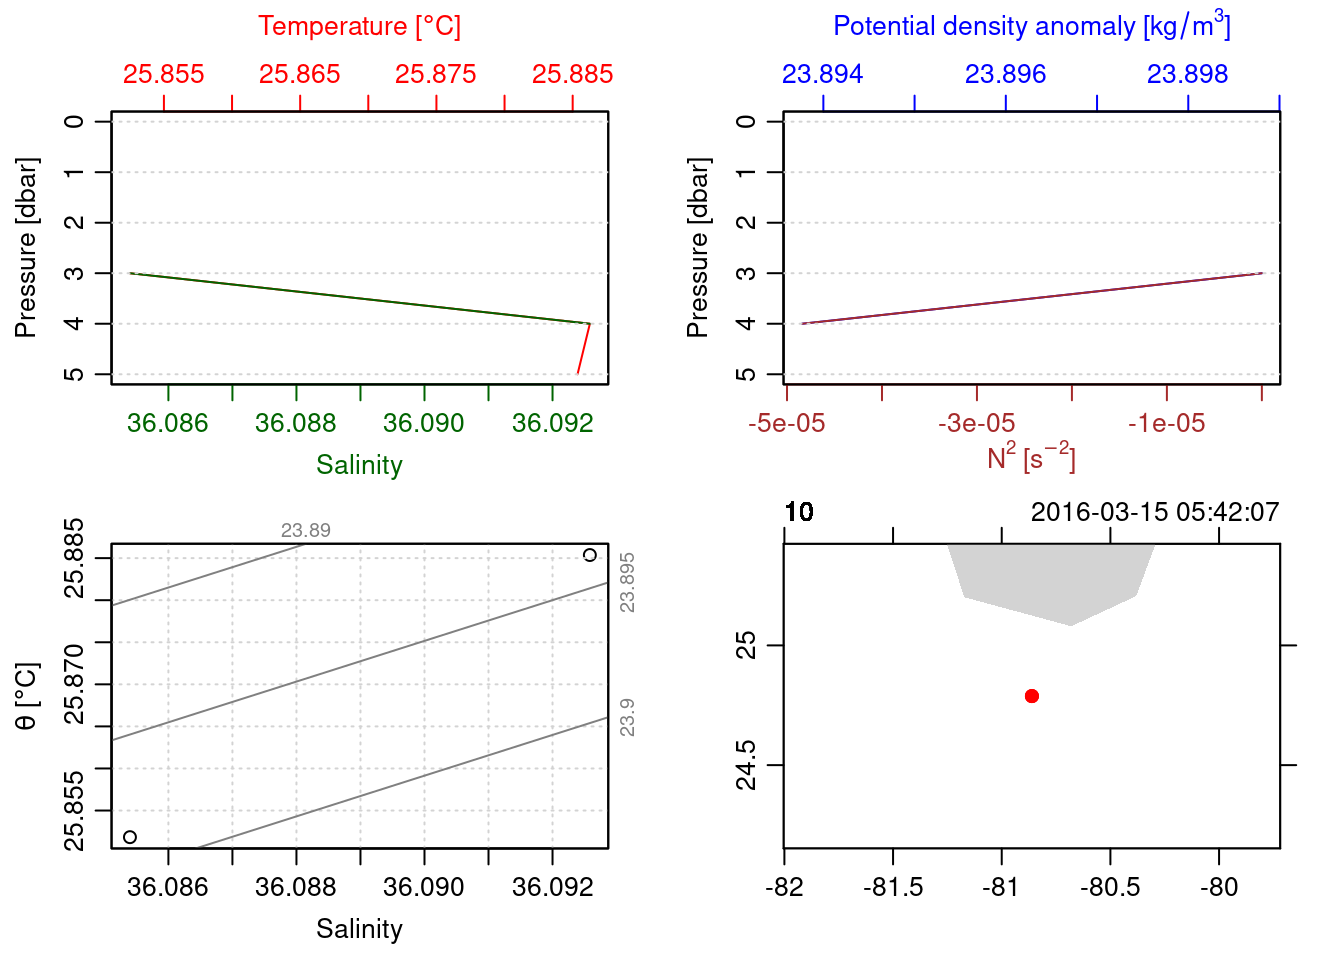 Temperature [°C]
25.855 25.865 25.875 25.885
Pressure [dbar]
0 1 2 3 4 5
36.086 36.088 36.090 36.092
Salinity
Potential density anomaly [kg/m³]
23.894 23.896 23.898
Pressure [dbar]
0 1 2 3 4 5
-5e-05 -3e-05 -1e-05
N² [s⁻²]
23.89
23.895
23.9
θ [°C]
25.885 25.870 25.855
36.086 36.088 36.090 36.092
Salinity
10 2016-03-15 05:42:07
25 24.5
-82 -81.5 -81 -80.5 -80